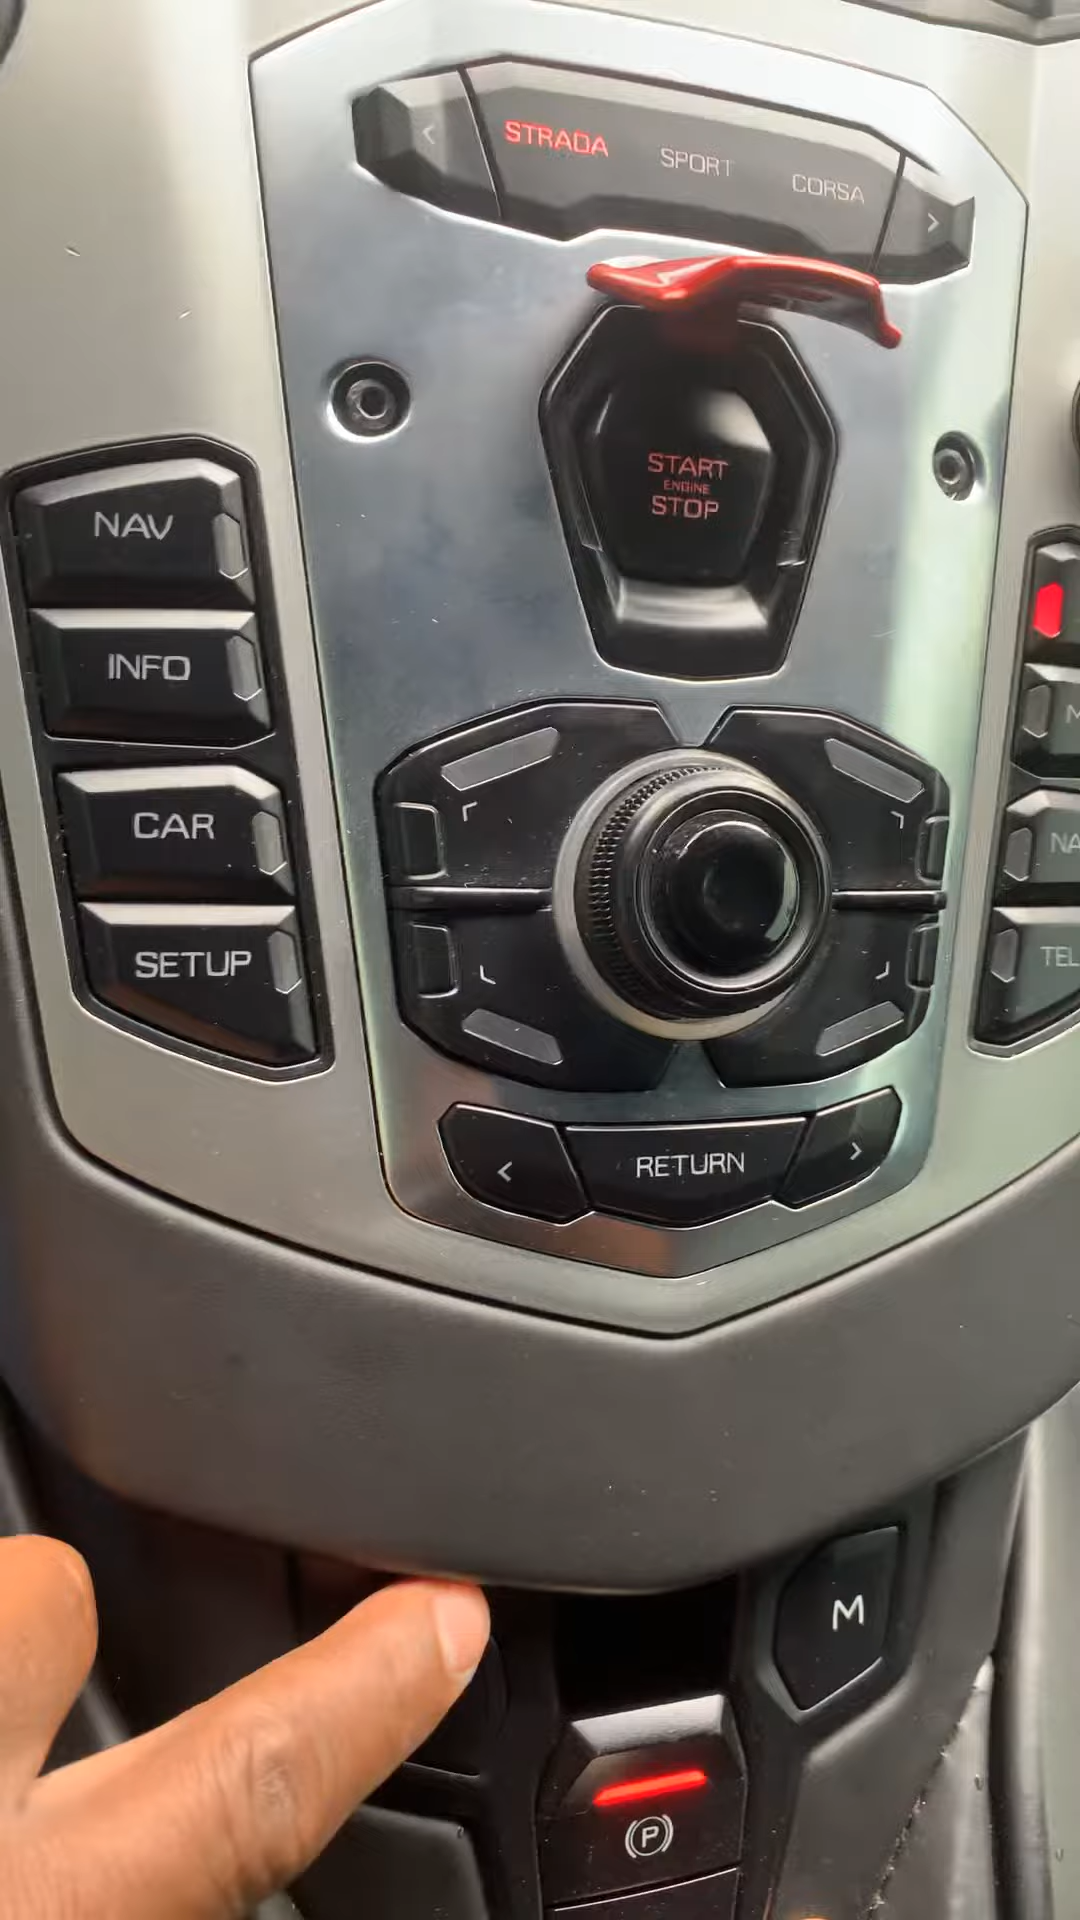 <
STRADA
SPORT
CORSA
>
START
ENGINE
STOP
NAV
INFO
CAR
SETUP
TEL
<
RETURN
>
M
P